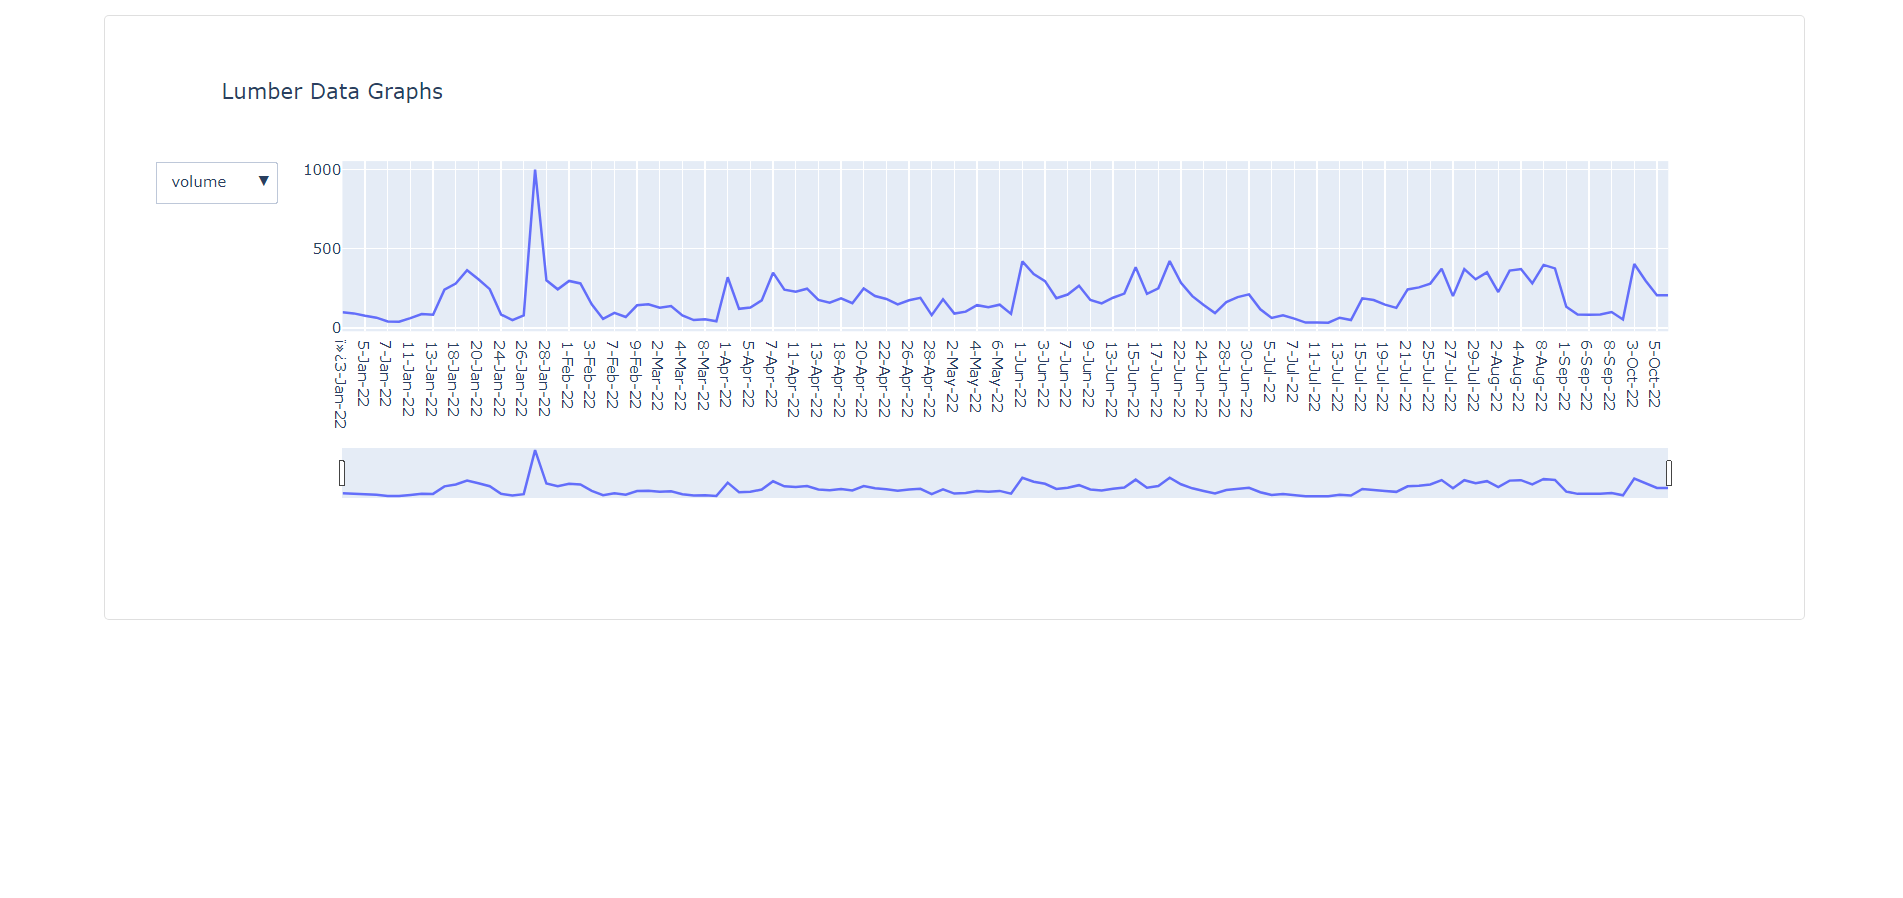 Lumber Data Graphs
volume ▼
1000
500
0
ï»¿3-Jan-22
5-Jan-22
7-Jan-22
11-Jan-22
13-Jan-22
18-Jan-22
20-Jan-22
24-Jan-22
26-Jan-22
28-Jan-22
1-Feb-22
3-Feb-22
7-Feb-22
9-Feb-22
2-Mar-22
4-Mar-22
8-Mar-22
1-Apr-22
5-Apr-22
7-Apr-22
11-Apr-22
13-Apr-22
18-Apr-22
20-Apr-22
22-Apr-22
26-Apr-22
28-Apr-22
2-May-22
4-May-22
6-May-22
1-Jun-22
3-Jun-22
7-Jun-22
9-Jun-22
13-Jun-22
15-Jun-22
17-Jun-22
22-Jun-22
24-Jun-22
28-Jun-22
30-Jun-22
5-Jul-22
7-Jul-22
11-Jul-22
13-Jul-22
15-Jul-22
19-Jul-22
21-Jul-22
25-Jul-22
27-Jul-22
29-Jul-22
2-Aug-22
4-Aug-22
8-Aug-22
1-Sep-22
6-Sep-22
8-Sep-22
3-Oct-22
5-Oct-22